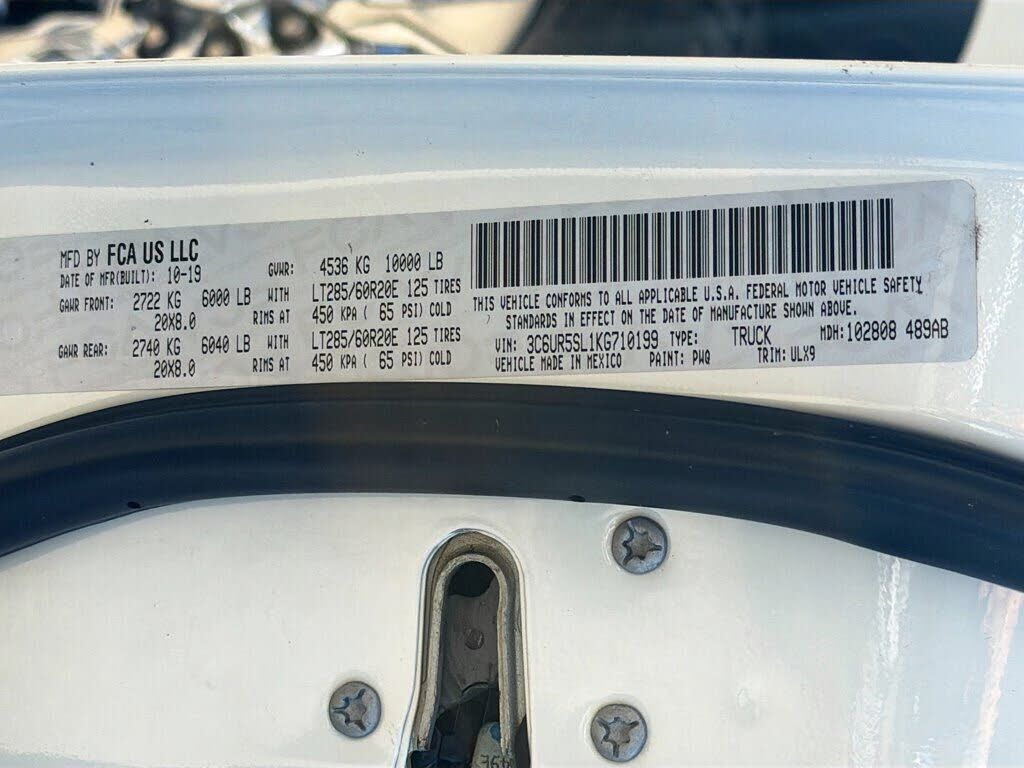 MFD BY FCA US LLC
DATE OF MFR(BUILT): 10-19 GVWR: 4536 KG 10000 LB
GAWR FRONT: 2722 KG 6000 LB WITH LT285/60R20E 125 TIRES
20X8.0 RIMS AT 450 KPA ( 65 PSI) COLD
GAWR REAR: 2740 KG 6040 LB WITH LT285/60R20E 125 TIRES
20X8.0 RIMS AT 450 KPA ( 65 PSI) COLD
THIS VEHICLE CONFORMS TO ALL APPLICABLE U.S.A. FEDERAL MOTOR VEHICLE SAFETY
STANDARDS IN EFFECT ON THE DATE OF MANUFACTURE SHOWN ABOVE.
VIN: 3C6UR5SL1KG710199 TYPE: TRUCK MDH: 102808 489AB
VEHICLE MADE IN MEXICO PAINT: PWQ TRIM: ULX9